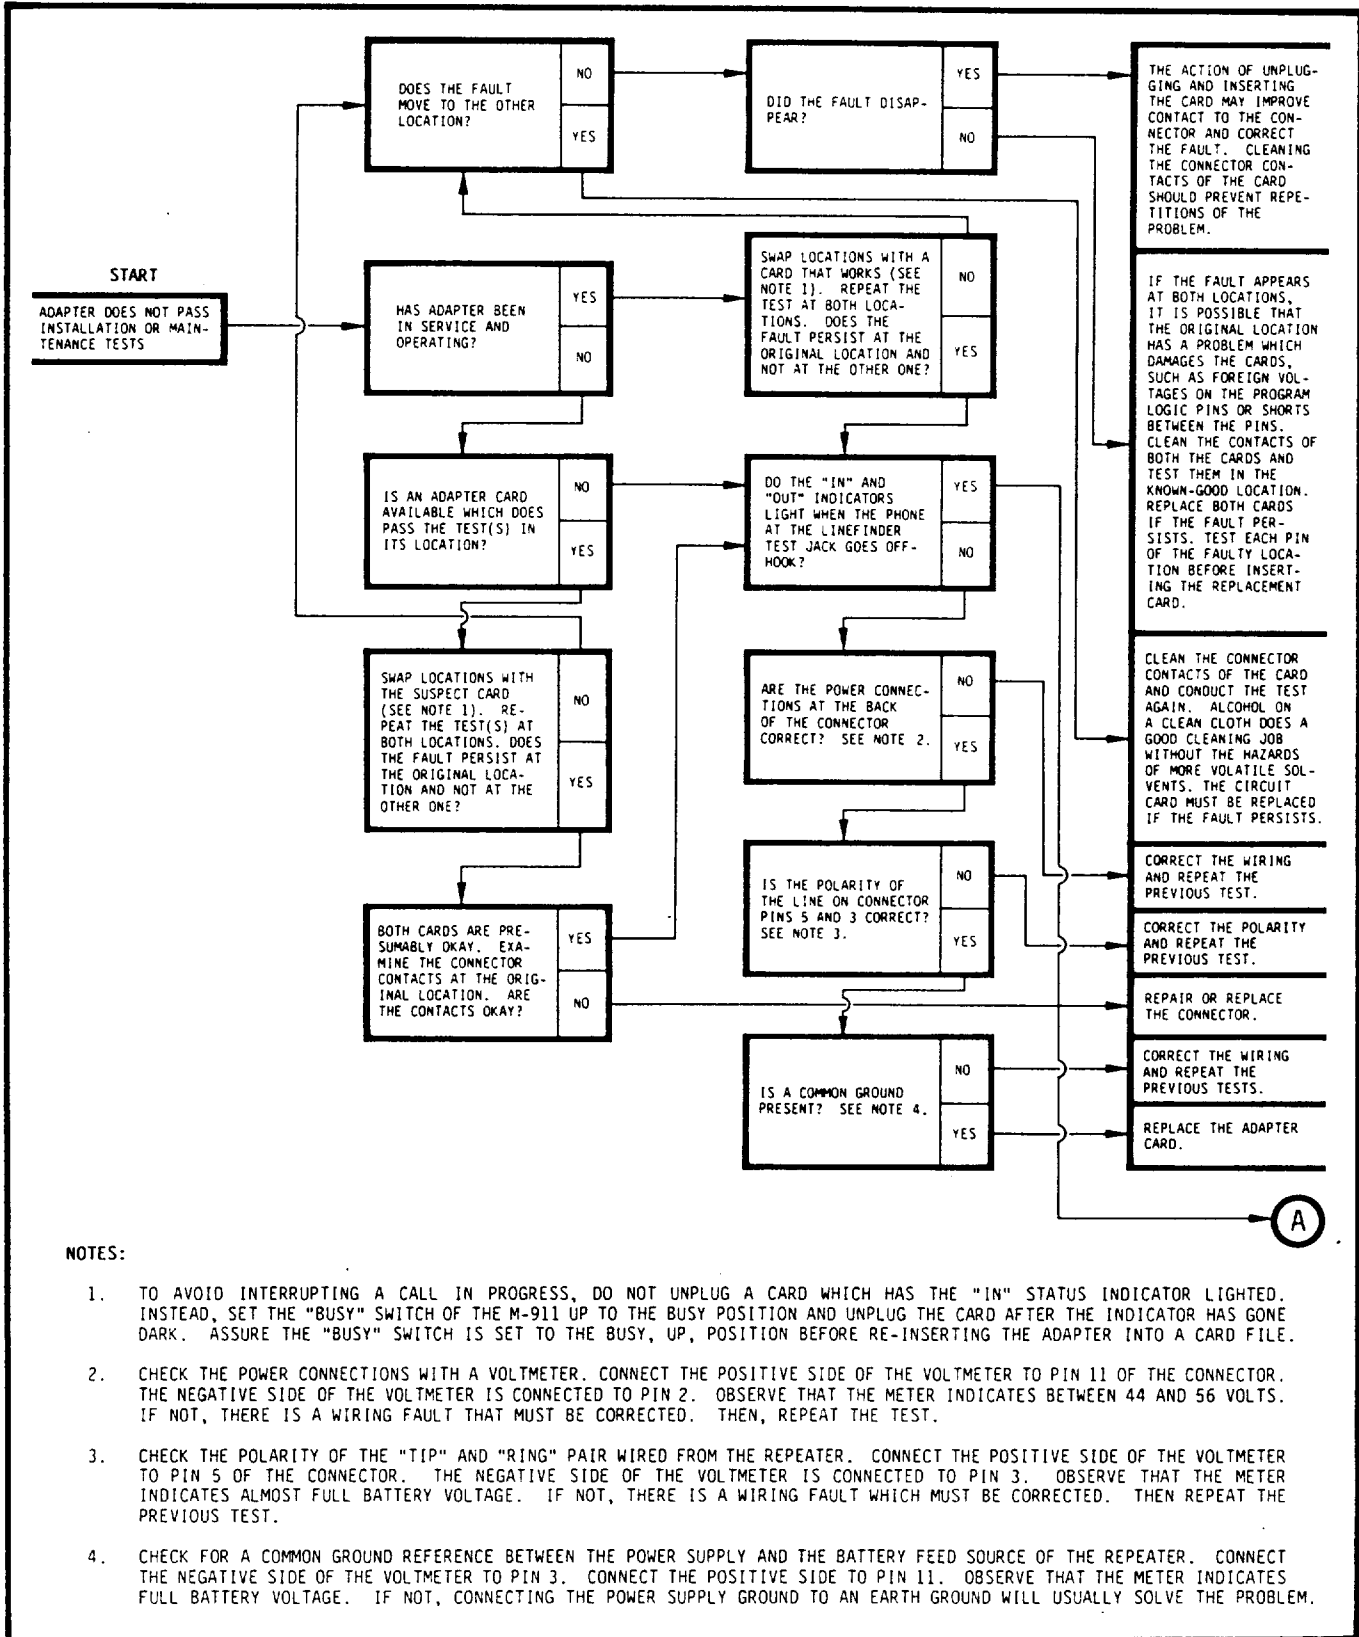 DOES THE FAULT
MOVE TO THE OTHER
LOCATION?
NO
YES
DID THE FAULT DISAP-
PEAR?
YES
NO
THE ACTION OF UNPLUG-
GING AND INSERTING
THE CARD MAY IMPROVE
CONTACT TO THE CON-
NECTOR AND CORRECT
THE FAULT. CLEANING
THE CONNECTOR CON-
TACTS OF THE CARD
SHOULD PREVENT REPE-
TITIONS OF THE
PROBLEM.
START
ADAPTER DOES NOT PASS
INSTALLATION OR MAIN-
TENANCE TESTS
HAS ADAPTER BEEN
IN SERVICE AND
OPERATING?
YES
NO
SWAP LOCATIONS WITH A
CARD THAT WORKS (SEE
NOTE 1). REPEAT THE
TEST AT BOTH LOCA-
TIONS. DOES THE
FAULT PERSIST AT THE
ORIGINAL LOCATION AND
NOT AT THE OTHER ONE?
NO
YES
IF THE FAULT APPEARS
AT BOTH LOCATIONS,
IT IS POSSIBLE THAT
THE ORIGINAL LOCATION
HAS A PROBLEM WHICH
DAMAGES THE CARDS,
SUCH AS FOREIGN VOL-
TAGES ON THE PROGRAM
LOGIC PINS OR SHORTS
BETWEEN THE PINS.
CLEAN THE CONTACTS OF
BOTH THE CARDS AND
TEST THEM IN THE
KNOWN-GOOD LOCATION.
REPLACE BOTH CARDS
IF THE FAULT PER-
SISTS. TEST EACH PIN
OF THE FAULTY LOCA-
TION BEFORE INSERT-
ING THE REPLACEMENT
CARD.
IS AN ADAPTER CARD
AVAILABLE WHICH DOES
PASS THE TEST(S) IN
ITS LOCATION?
NO
YES
DO THE "IN" AND
"OUT" INDICATORS
LIGHT WHEN THE PHONE
AT THE LINEFINDER
TEST JACK GOES OFF-
HOOK?
YES
NO
SWAP LOCATIONS WITH
THE SUSPECT CARD
(SEE NOTE 1). RE-
PEAT THE TEST(S) AT
BOTH LOCATIONS. DOES
THE FAULT PERSIST AT
THE ORIGINAL LOCA-
TION AND NOT AT THE
OTHER ONE?
NO
YES
ARE THE POWER CONNEC-
TIONS AT THE BACK
OF THE CONNECTOR
CORRECT? SEE NOTE 2.
NO
YES
CLEAN THE CONNECTOR
CONTACTS OF THE CARD
AND CONDUCT THE TEST
AGAIN. ALCOHOL ON
A CLEAN CLOTH DOES A
GOOD CLEANING JOB
WITHOUT THE HAZARDS
OF MORE VOLATILE SOL-
VENTS. THE CIRCUIT
CARD MUST BE REPLACED
IF THE FAULT PERSISTS.
IS THE POLARITY OF
THE LINE ON CONNECTOR
PINS 5 AND 3 CORRECT?
SEE NOTE 3.
NO
YES
CORRECT THE WIRING
AND REPEAT THE
PREVIOUS TEST.
BOTH CARDS ARE PRE-
SUMABLY OKAY. EXA-
MINE THE CONNECTOR
CONTACTS AT THE ORIG-
INAL LOCATION. ARE
THE CONTACTS OKAY?
YES
NO
CORRECT THE POLARITY
AND REPEAT THE
PREVIOUS TEST.
REPAIR OR REPLACE
THE CONNECTOR.
IS A COMMON GROUND
PRESENT? SEE NOTE 4.
NO
YES
CORRECT THE WIRING
AND REPEAT THE
PREVIOUS TESTS.
REPLACE THE ADAPTER
CARD.
A
NOTES:
1. TO AVOID INTERRUPTING A CALL IN PROGRESS, DO NOT UNPLUG A CARD WHICH HAS THE "IN" STATUS INDICATOR LIGHTED.
INSTEAD, SET THE "BUSY" SWITCH OF THE M-911 UP TO THE BUSY POSITION AND UNPLUG THE CARD AFTER THE INDICATOR HAS GONE
DARK. ASSURE THE "BUSY" SWITCH IS SET TO THE BUSY, UP, POSITION BEFORE RE-INSERTING THE ADAPTER INTO A CARD FILE.
2. CHECK THE POWER CONNECTIONS WITH A VOLTMETER. CONNECT THE POSITIVE SIDE OF THE VOLTMETER TO PIN 11 OF THE CONNECTOR.
THE NEGATIVE SIDE OF THE VOLTMETER IS CONNECTED TO PIN 2. OBSERVE THAT THE METER INDICATES BETWEEN 44 AND 56 VOLTS.
IF NOT, THERE IS A WIRING FAULT THAT MUST BE CORRECTED. THEN, REPEAT THE TEST.
3. CHECK THE POLARITY OF THE "TIP" AND "RING" PAIR WIRED FROM THE REPEATER. CONNECT THE POSITIVE SIDE OF THE VOLTMETER
TO PIN 5 OF THE CONNECTOR. THE NEGATIVE SIDE OF THE VOLTMETER IS CONNECTED TO PIN 3. OBSERVE THAT THE METER
INDICATES ALMOST FULL BATTERY VOLTAGE. IF NOT, THERE IS A WIRING FAULT WHICH MUST BE CORRECTED. THEN REPEAT THE
PREVIOUS TEST.
4. CHECK FOR A COMMON GROUND REFERENCE BETWEEN THE POWER SUPPLY AND THE BATTERY FEED SOURCE OF THE REPEATER. CONNECT
THE NEGATIVE SIDE OF THE VOLTMETER TO PIN 3. CONNECT THE POSITIVE SIDE TO PIN 11. OBSERVE THAT THE METER INDICATES
FULL BATTERY VOLTAGE. IF NOT, CONNECTING THE POWER SUPPLY GROUND TO AN EARTH GROUND WILL USUALLY SOLVE THE PROBLEM.